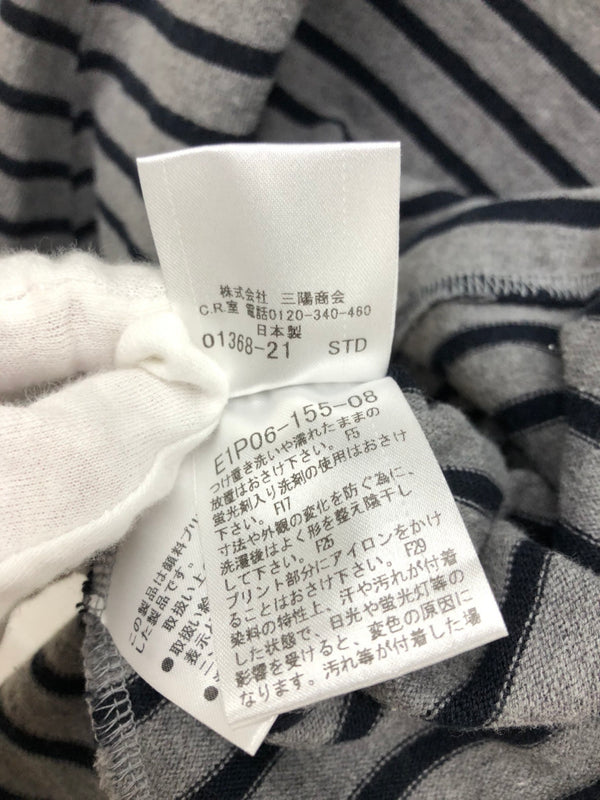 株式会社 三陽商会
C.R.室 電話0120-340-460
日本製
01368-21 STD
E1P06-155-08
つけ置き洗いや濡れたままの
放置はおさけ下さい。 F5
蛍光剤入り洗剤の使用はおさけ
下さい。 F17
寸法や外観の変化を防ぐ為に、
洗濯後はよく形を整え陰干し
して下さい。 F25
プリント部分にアイロンをかけ
ることはおさけ下さい。 F29
染料の特性上、汗や汚れが付着
した状態で、日光や蛍光灯等の
影響を受けると、変色の原因に
なります。汚れ等が付着した場
この製品は御料プリ
した製品です。
●取扱い上
取扱い
表示